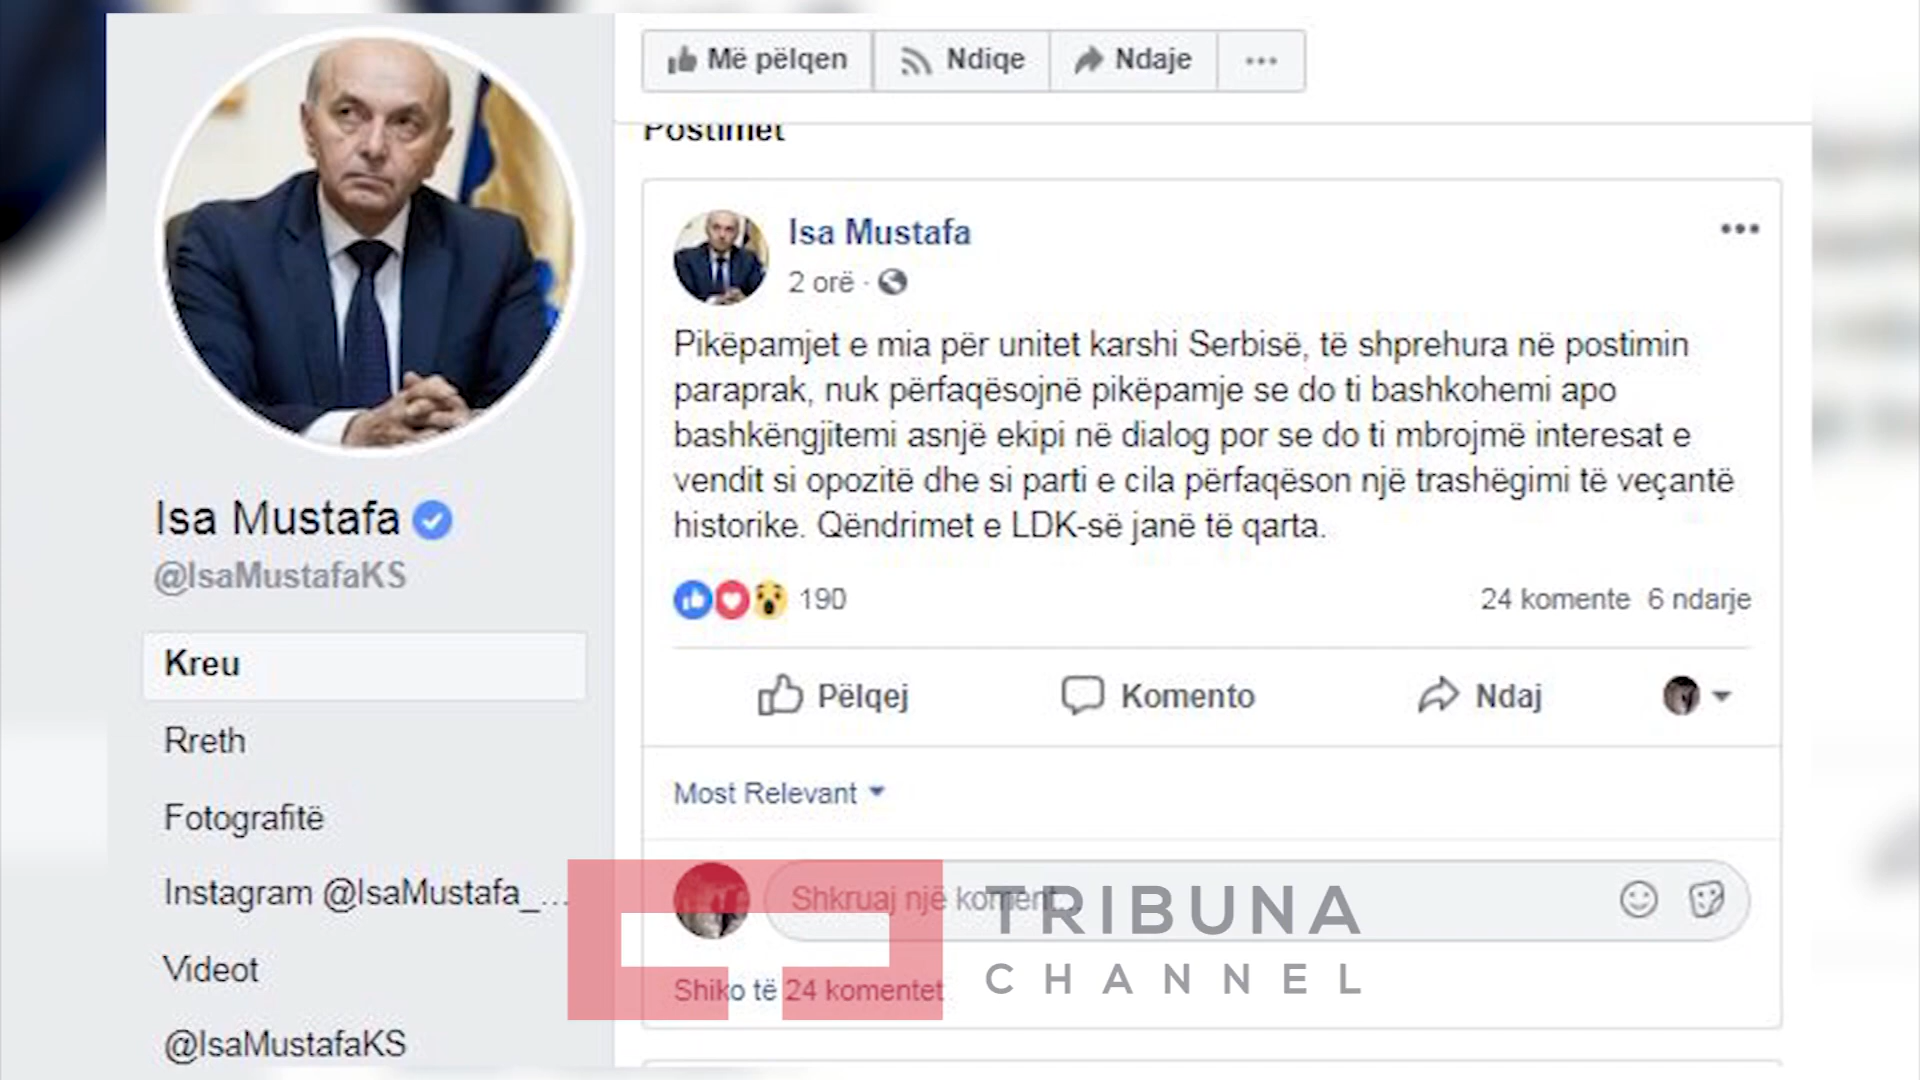 Më pëlqen
Ndiqe
Ndaje
Postimet
Isa Mustafa
2 orë
Pikëpamjet e mia për unitet karshi Serbisë, të shprehura në postimin
paraprak, nuk përfaqësojnë pikëpamje se do ti bashkohemi apo
bashkëngjitemi asnjë ekipi në dialog por se do ti mbrojmë interesat e
vendit si opozitë dhe si parti e cila përfaqëson një trashëgimi të veçantë
historike. Qëndrimet e LDK-së janë të qarta.
190
24 komente 6 ndarje
Pëlqej
Komento
Ndaj
Most Relevant
Shkruaj një koment...
Shiko të 24 komentet
Isa Mustafa
@IsaMustafaKS
Kreu
Rreth
Fotografitë
Instagram @IsaMustafa_...
Videot
@IsaMustafaKS
TRIBUNA
CHANNEL